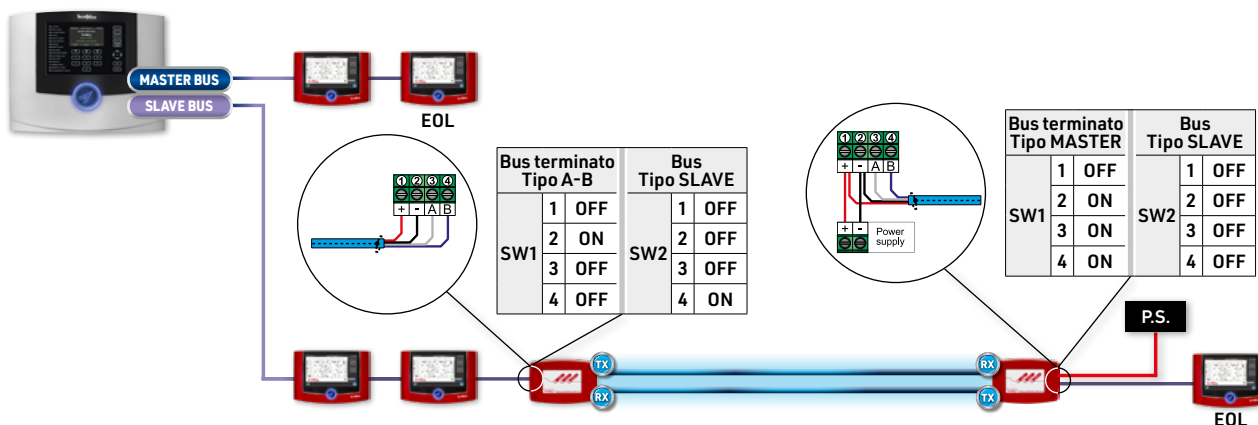 MASTER BUS
SLAVE BUS
EOL
1 2 3 4
+ - A B
Bus terminato Tipo A-B
Bus Tipo SLAVE
SW1
1 OFF
2 ON
3 OFF
4 OFF
SW2
1 OFF
2 OFF
3 OFF
4 ON
1 2 3 4
+ - A B
+ -
Power supply
Bus terminato Tipo MASTER
Bus Tipo SLAVE
SW1
1 OFF
2 ON
3 ON
4 ON
SW2
1 OFF
2 OFF
3 OFF
4 OFF
P.S.
TX
RX
RX
TX
EOL